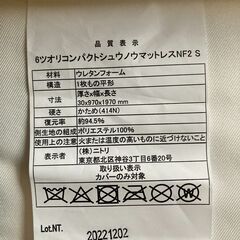 品質表示
6ツオリコンパクトシュウノウマットレスNF2 S
材料 ウレタンフォーム
構造 1枚もの平形
寸法 厚さ×幅×長さ
30x970x1970 mm
硬さ かため(414N)
復元率 約94.5%
側生地の組成 ポリエステル100%
使用上の注意 火または温度の高いものに近づけないこと
表示者 (株)ニトリ
東京都北区神谷3丁目6番20号
取り扱い表示
カバーのみ対象
Lot.NT. 20221202